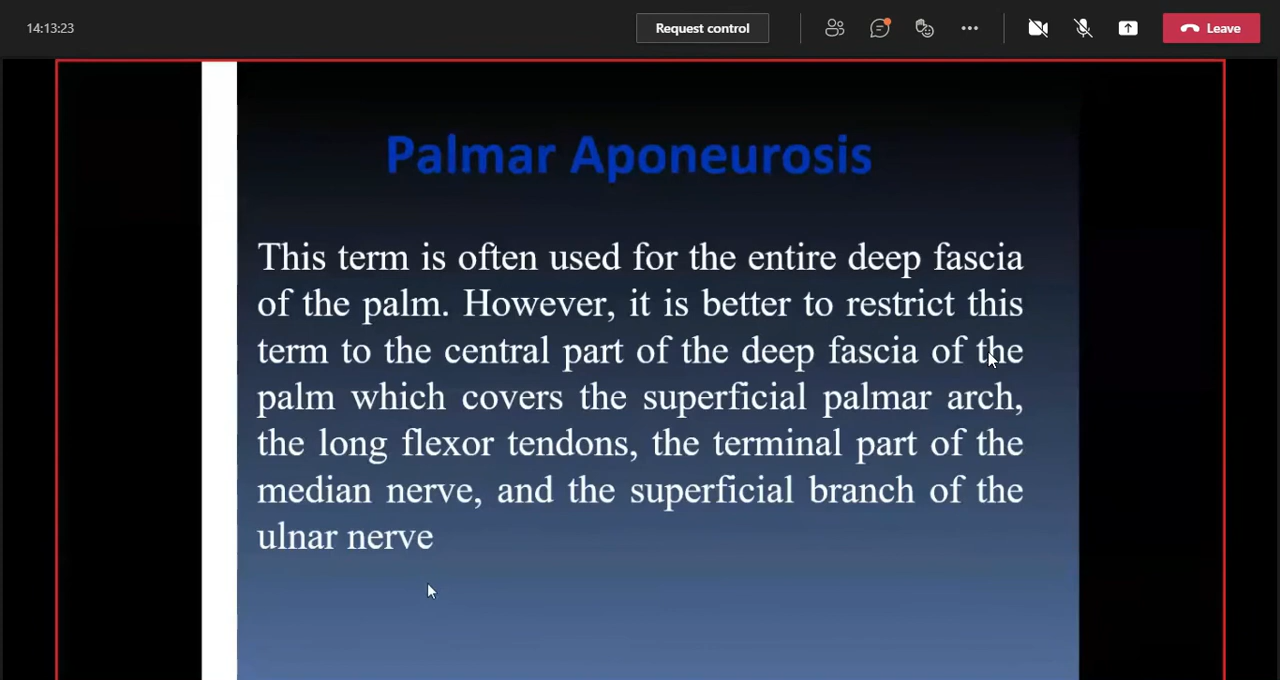 14:13:23
Request control
Leave
Palmar Aponeurosis
This term is often used for the entire deep fascia
of the palm. However, it is better to restrict this
term to the central part of the deep fascia of the
palm which covers the superficial palmar arch,
the long flexor tendons, the terminal part of the
median nerve, and the superficial branch of the
ulnar nerve